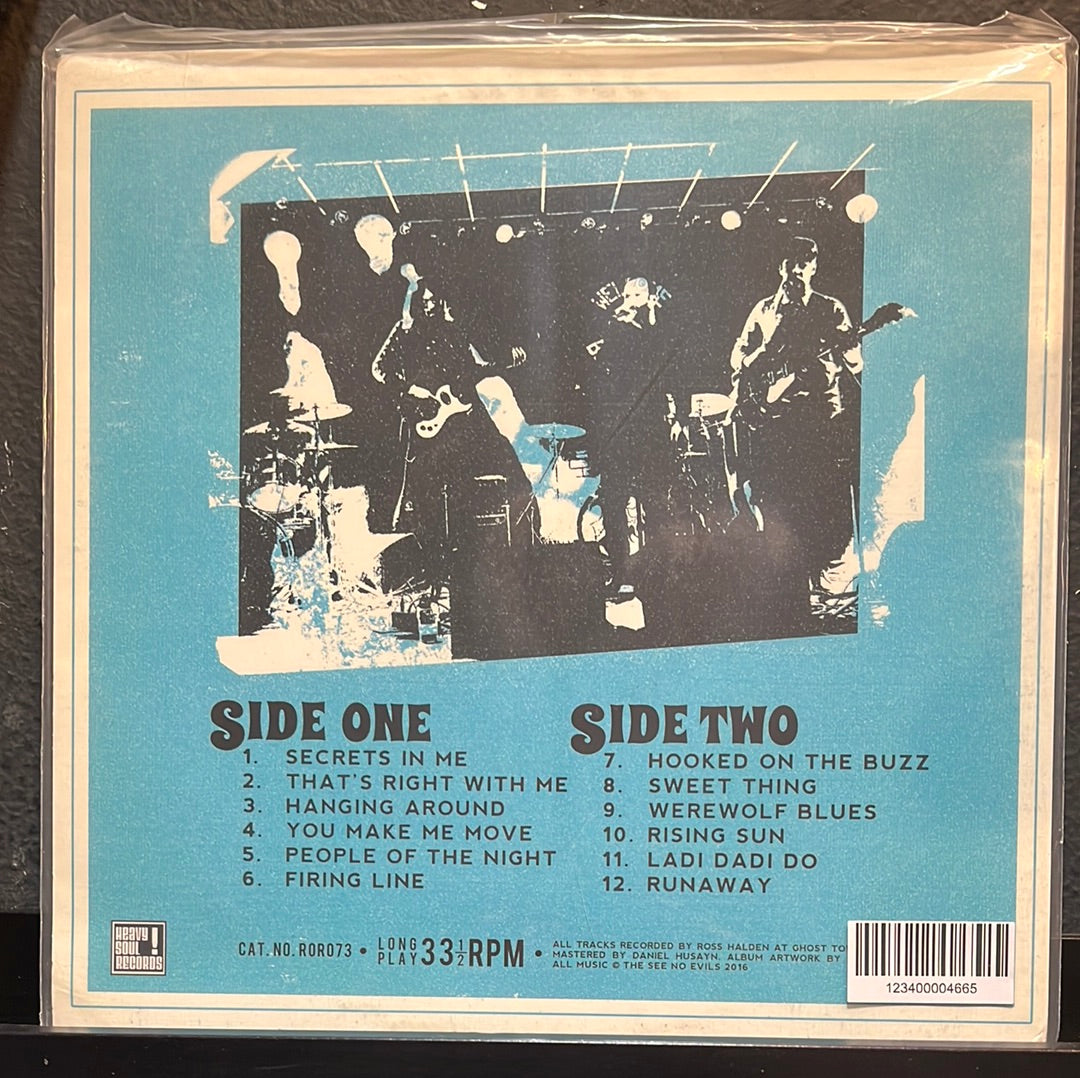 SIDE ONE
1. SECRETS IN ME
2. THAT'S RIGHT WITH ME
3. HANGING AROUND
4. YOU MAKE ME MOVE
5. PEOPLE OF THE NIGHT
6. FIRING LINE
SIDE TWO
7. HOOKED ON THE BUZZ
8. SWEET THING
9. WEREWOLF BLUES
10. RISING SUN
11. LADI DADI DO
12. RUNAWAY
HEAVY
SOUL!
RECORDS
CAT. NO. ROR073 • LONG PLAY 33 1/2 RPM •
ALL TRACKS RECORDED BY ROSS HALDEN AT GHOST TO
MASTERED BY DANIEL HUSAYN. ALBUM ARTWORK BY
ALL MUSIC © THE SEE NO EVILS 2016
123400004665